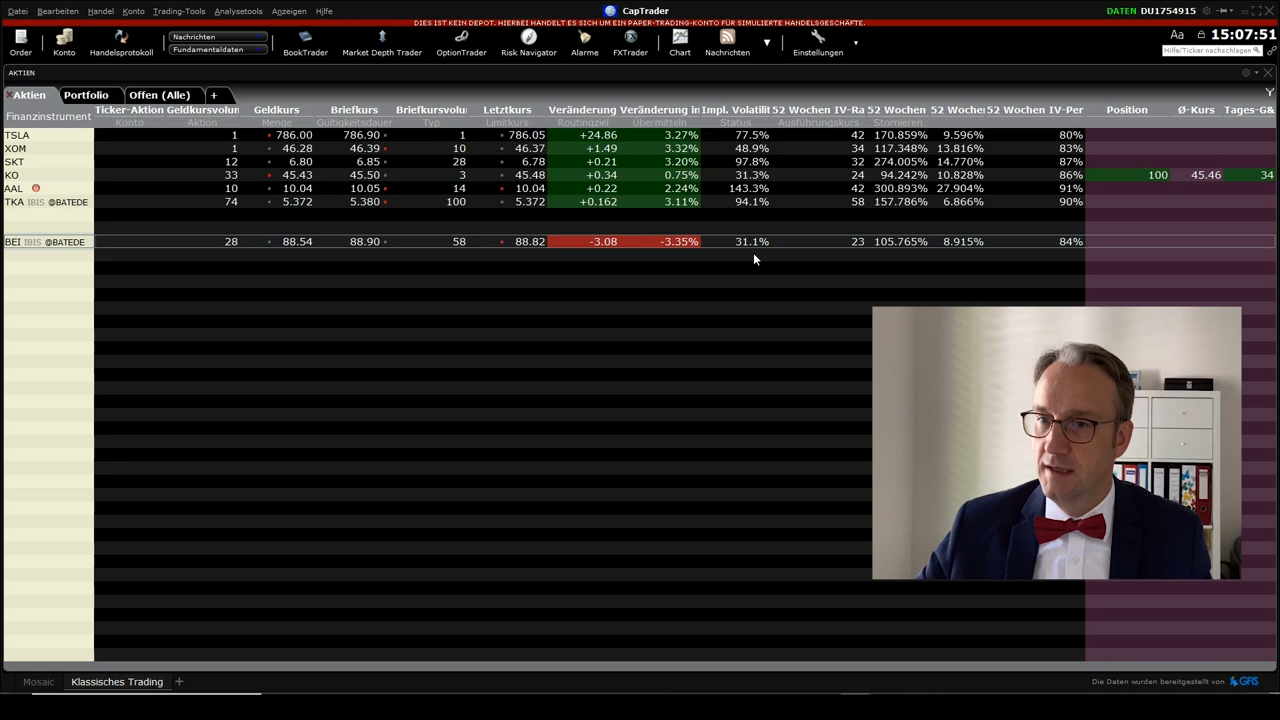 Datei Bearbeiten Handel Konto Trading-Tools Analysetools Anzeigen Hilfe CapTrader DATEN DU1754915
DIES IST KEIN DEPOT. HIERBEI HANDELT ES SICH UM EIN PAPER-TRADING-KONTO FÜR SIMULIERTE HANDELSGESCHÄFTE.
Order Konto Handelsprotokoll Nachrichten Fundamentaldaten BookTrader Market Depth Trader OptionTrader Risk Navigator Alarme FXTrader Chart Nachrichten Einstellungen Aa 15:07:51
Hilfe/Ticker nachschlagen
AKTIEN
Aktien Portfolio Offen (Alle) +
Finanzinstrument Ticker-Aktion Geldkursvolun Geldkurs Briefkurs Briefkursvolu Letztkurs Veränderung Veränderung in Impl. Volatilit 52 Wochen IV-Ra 52 Wochen 52 Wochen 52 Wochen IV-Per Position Ø-Kurs Tages-G&
Konto Aktion Menge Gültigkeitsdauer Typ Limitkurs Routingziel Übermitteln Status Ausführungskurs Stornieren
TSLA 1 786.00 786.90 1 786.05 +24.86 3.27% 77.5% 42 170.859% 9.596% 80%
XOM 1 46.28 46.39 10 46.37 +1.49 3.32% 48.9% 34 117.348% 13.816% 83%
SKT 12 6.80 6.85 28 6.78 +0.21 3.20% 97.8% 32 274.005% 14.770% 87%
KO 33 45.43 45.50 3 45.48 +0.34 0.75% 31.3% 24 94.242% 10.828% 86% 100 45.46 34
AAL 10 10.04 10.05 14 10.04 +0.22 2.24% 143.3% 42 300.893% 27.904% 91%
TKA IBIS @BATEDE 74 5.372 5.380 100 5.372 +0.162 3.11% 94.1% 58 157.786% 6.866% 90%
BEI IBIS @BATEDE 28 88.54 88.90 58 88.82 -3.08 -3.35% 31.1% 23 105.765% 8.915% 84%
Mosaic Klassisches Trading + Die Daten wurden bereitgestellt von GFIS